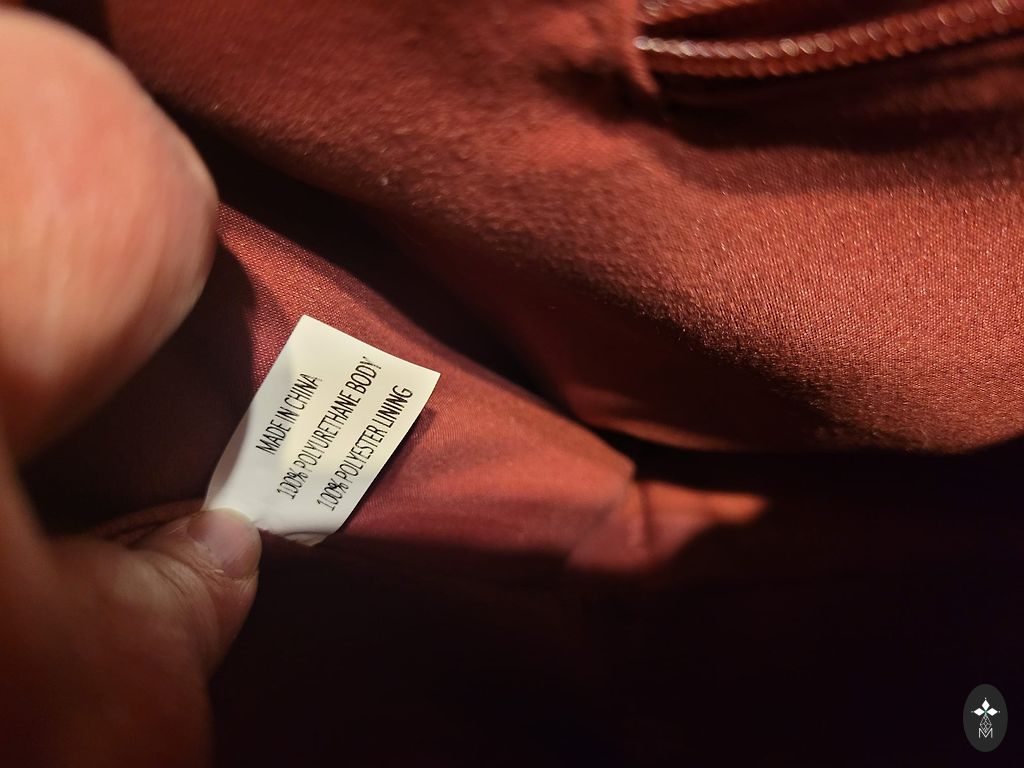 MADE IN CHINA
100% POLYURETHANE BODY
100% POLYESTER LINING
M